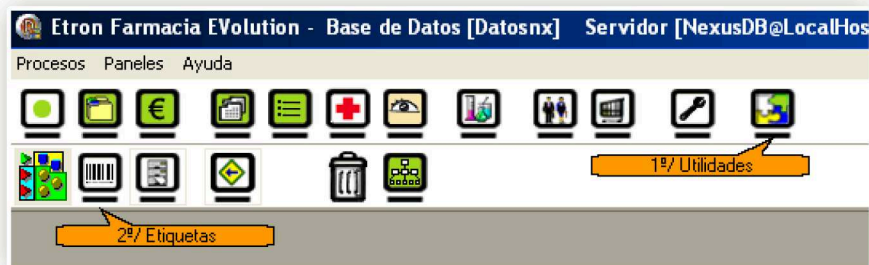 Etron Farmacia EVolution - Base de Datos [Datosnx] Servidor [NexusDB@LocalHos
Procesos Paneles Ayuda
€
1º/ Utilidades
2º/ Etiquetas